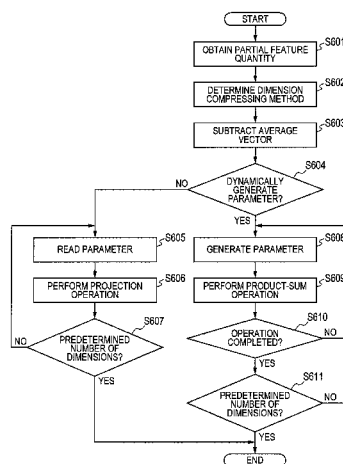 START
S601
OBTAIN PARTIAL FEATURE
QUANTITY
S602
DETERMINE DIMENSION
COMPRESSING METHOD
S603
SUBTRACT AVERAGE
VECTOR
S604
DYNAMICALLY
GENERATE
PARAMETER?
NO
YES
S605
READ PARAMETER
S606
PERFORM PROJECTION
OPERATION
S607
PREDETERMINED
NUMBER OF
DIMENSIONS?
NO
YES
S608
GENERATE PARAMETER
S609
PERFORM PRODUCT-SUM
OPERATION
S610
OPERATION
COMPLETED?
NO
YES
S611
PREDETERMINED
NUMBER OF
DIMENSIONS?
NO
YES
END